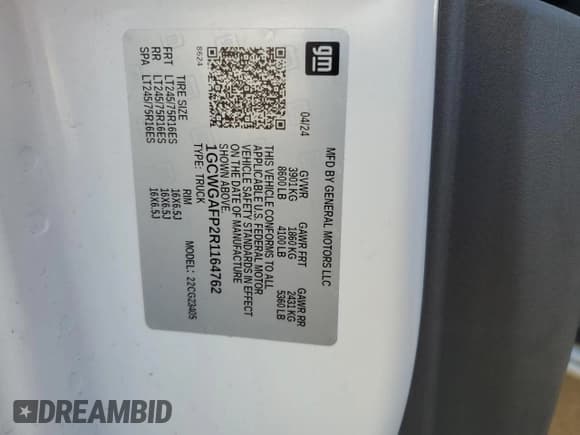 gm
MFD BY GENERAL MOTORS LLC
04/24
GVWR
3901 KG
8600 LB
GAWR FRT
1860 KG
4100 LB
GAWR RR
2431 KG
5360 LB
THIS VEHICLE CONFORMS TO ALL
APPLICABLE U.S. FEDERAL MOTOR
VEHICLE SAFETY STANDARDS IN EFFECT
ON THE DATE OF MANUFACTURE
SHOWN ABOVE.
1GCWGAFP2R1164762
TYPE: TRUCK
MODEL: 22CG23405
8624
TIRE SIZE RIM
FRT LT245/75R16ES 16X6.5J
RR LT245/75R16ES 16X6.5J
SPA LT245/75R16ES 16X6.5J
DREAMBID